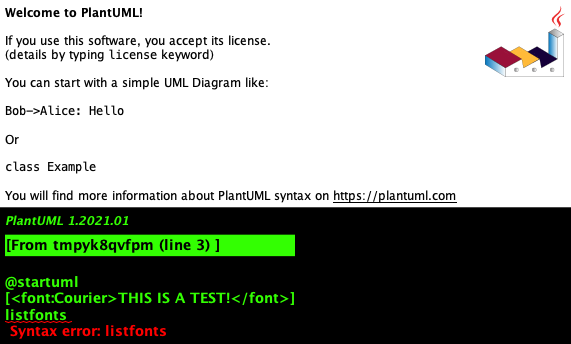 Welcome to PlantUML!
If you use this software, you accept its license.
(details by typing license keyword)
You can start with a simple UML Diagram like:
Bob->Alice: Hello
Or
class Example
You will find more information about PlantUML syntax on https://plantuml.com
PlantUML 1.2021.01
[From tmpyk8qvfpm (line 3) ]
@startuml
[<font:Courier>THIS IS A TEST!</font>]
listfonts
Syntax error: listfonts